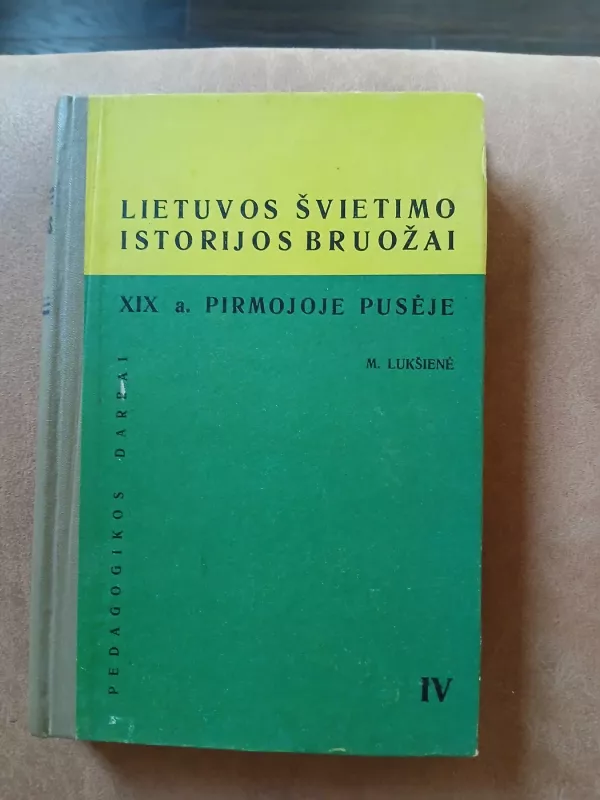 LIETUVOS ŠVIETIMO
ISTORIJOS BRUOŽAI
XIX a. PIRMOJOJE PUSĖJE
M. LUKŠIENĖ
PEDAGOGIKOS DARBAI
IV